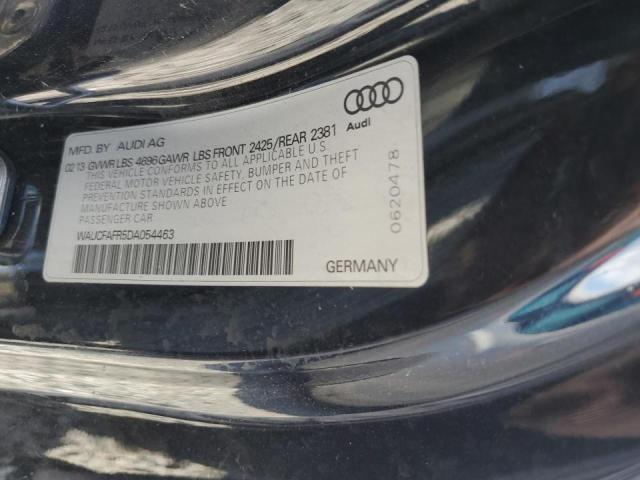 Audi
MFD. BY AUDI AG
02 13 GVWR LBS 4696 GAWR LBS FRONT 2425/REAR 2381
THIS VEHICLE CONFORMS TO ALL APPLICABLE U S
FEDERAL MOTOR VEHICLE SAFETY, BUMPER AND THEFT
PREVENTION STANDARDS IN EFFECT ON THE DATE OF
MANUFACTURE SHOWN ABOVE
PASSENGER CAR
WAUCFAFR5DA054463
GERMANY
0620478